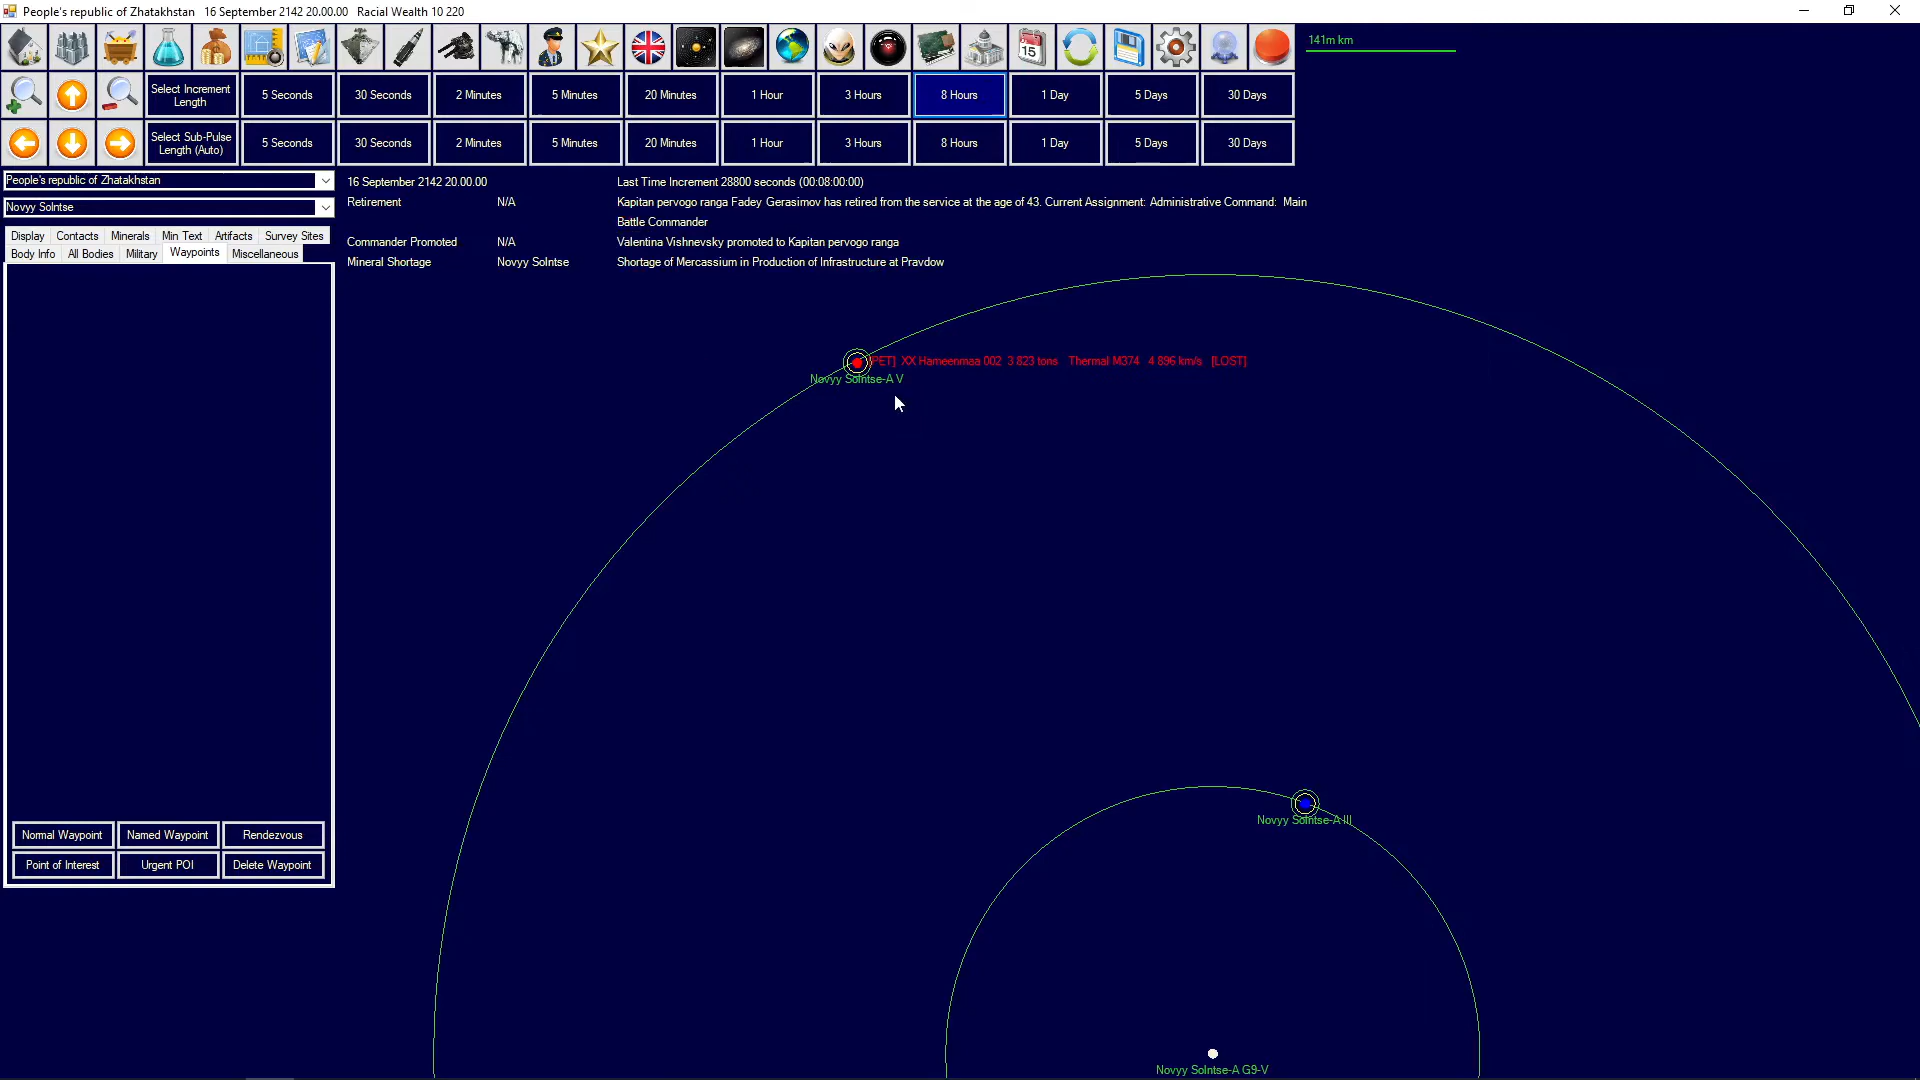 People's republic of Zhatakhstan   16 September 2142 20.00.00   Racial Wealth 10 220
15
141m km
Select Increment Length
5 Seconds
30 Seconds
2 Minutes
5 Minutes
20 Minutes
1 Hour
3 Hours
8 Hours
1 Day
5 Days
30 Days
Select Sub-Pulse Length (Auto)
5 Seconds
30 Seconds
2 Minutes
5 Minutes
20 Minutes
1 Hour
3 Hours
8 Hours
1 Day
5 Days
30 Days
People's republic of Zhatakhstan
Novyy Solntse
Display Contacts Minerals Min Text Artifacts Survey Sites
Body Info All Bodies Military Waypoints Miscellaneous
16 September 2142 20.00.00 Last Time Increment 28800 seconds (00:08:00:00)
Retirement N/A Kapitan pervogo ranga Fadey Gerasimov has retired from the service at the age of 43. Current Assignment: Administrative Command: Main
Battle Commander
Commander Promoted N/A Valentina Vishnevsky promoted to Kapitan pervogo ranga
Mineral Shortage Novyy Solntse Shortage of Mercassium in Production of Infrastructure at Pravdow
PET] XX Hameenmaa 002 3.823 tons Thermal M374 4.896 km/s [LOST]
Novyy Solntse-A V
Novyy Solntse-A III
Novyy Solntse-A G9-V
Normal Waypoint Named Waypoint Rendezvous
Point of Interest Urgent POI Delete Waypoint